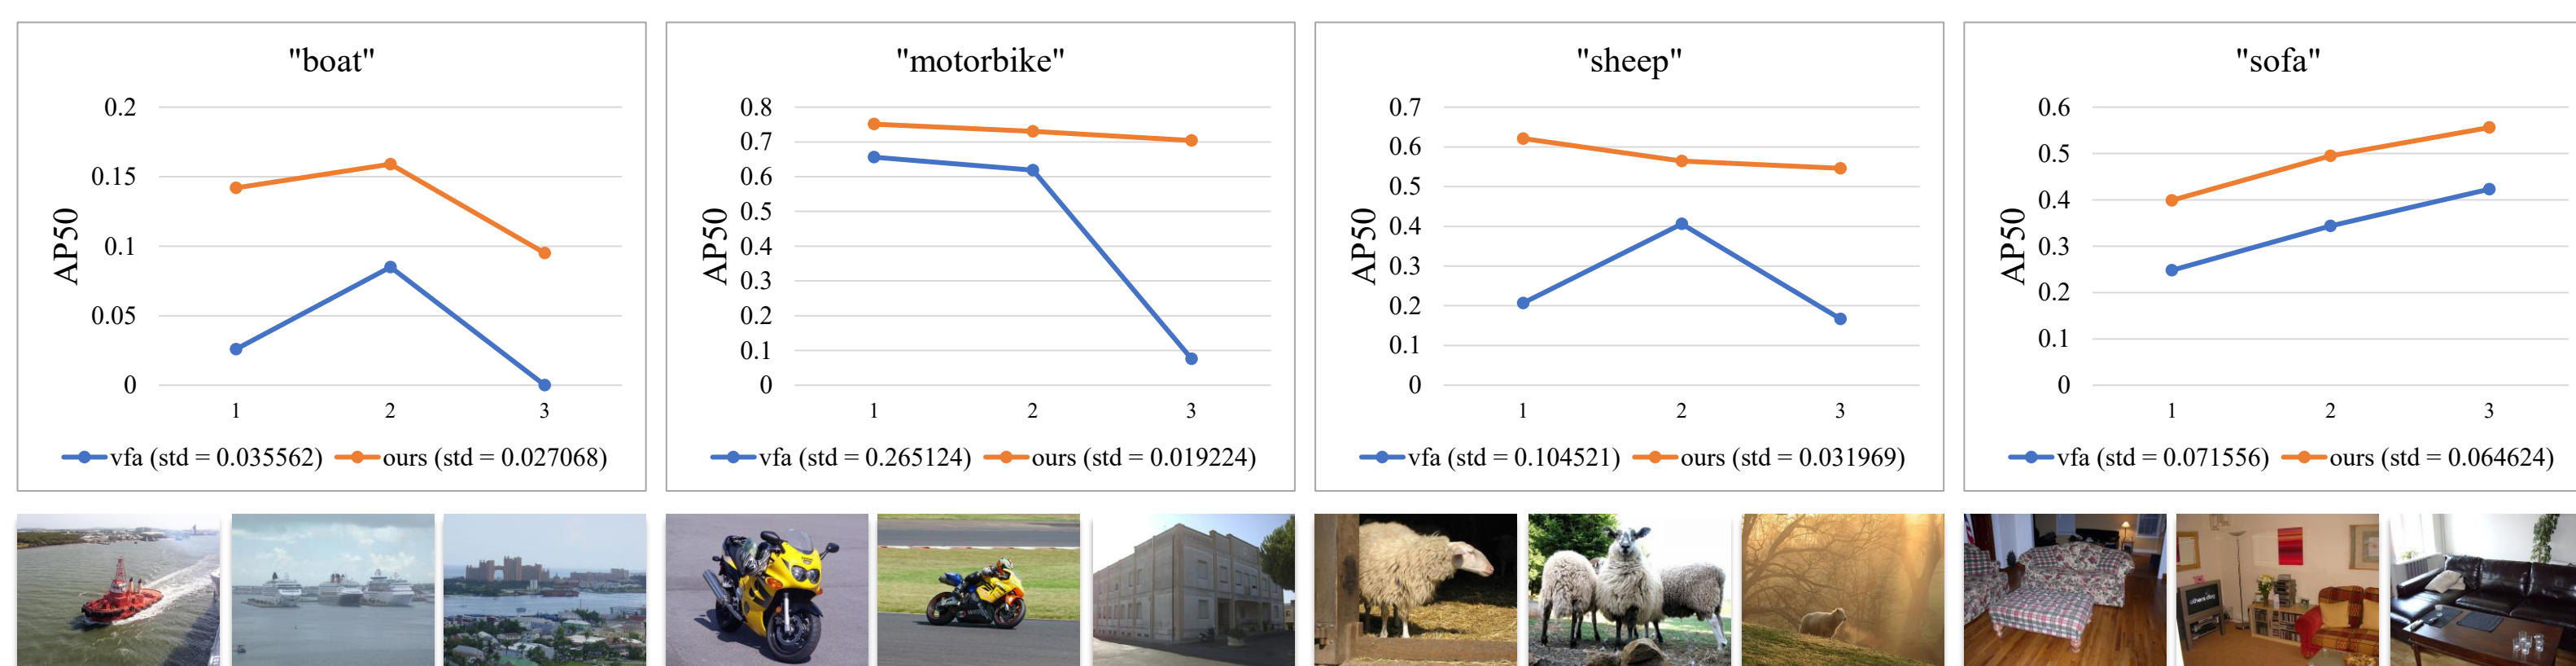 "boat"
0.2
0.15
0.1
0.05
0
AP50
1 2 3
vfa (std = 0.035562) ours (std = 0.027068)
"motorbike"
0.8
0.7
0.6
0.5
0.4
0.3
0.2
0.1
0
AP50
1 2 3
vfa (std = 0.265124) ours (std = 0.019224)
"sheep"
0.7
0.6
0.5
0.4
0.3
0.2
0.1
0
AP50
1 2 3
vfa (std = 0.104521) ours (std = 0.031969)
"sofa"
0.6
0.5
0.4
0.3
0.2
0.1
0
AP50
1 2 3
vfa (std = 0.071556) ours (std = 0.064624)